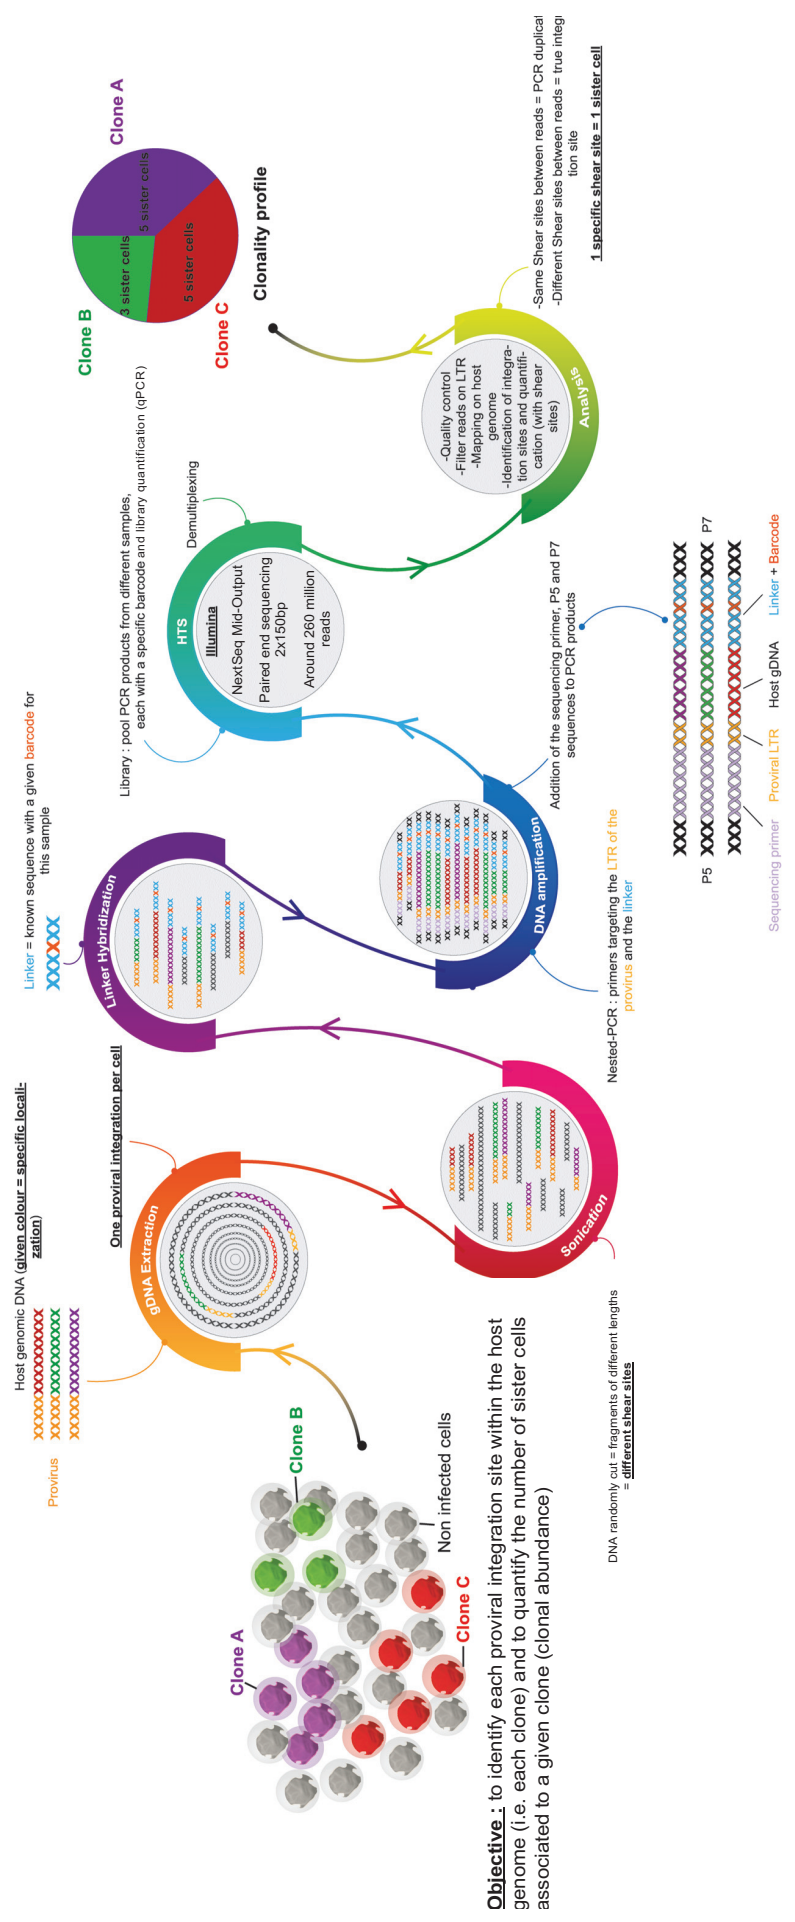 Objective : to identify each proviral integration site within the host
genome (i.e. each clone) and to quantify the number of sister cells
associated to a given clone (clonal abundance)
Clone A
Clone B
Clone C
Non infected cells
Provirus
Host genomic DNA (given colour = specific locali-
zation)
gDNA Extraction
One proviral integration per cell
Sonication
DNA randomly cut = fragments of different lengths
= different shear sites
Linker Hybridization
Linker = known sequence with a given barcode for
this sample
DNA amplification
Nested-PCR : primers targeting the LTR of the
provirus and the linker
Addition of the sequencing primer, P5 and P7
sequences to PCR products
P5
P7
Sequencing primer
Proviral LTR
Host gDNA
Linker + Barcode
Library : pool PCR products from different samples,
each with a specific barcode and library quantification (qPCR)
HTS
Illumina
NextSeq Mid-Output
Paired end sequencing
2x150bp
Around 260 million
reads
Demultiplexing
Analysis
-Quality control
-Filter reads on LTR
-Mapping on host
genome
-Identification of integra-
tion sites and quantifi-
cation (with shear
sites)
-Same Shear sites between reads = PCR duplicat
-Different Shear sites between reads = true integr
tion site
1 specific shear site = 1 sister cell
Clonality profile
Clone A
5 sister cells
Clone B
3 sister cells
Clone C
5 sister cells